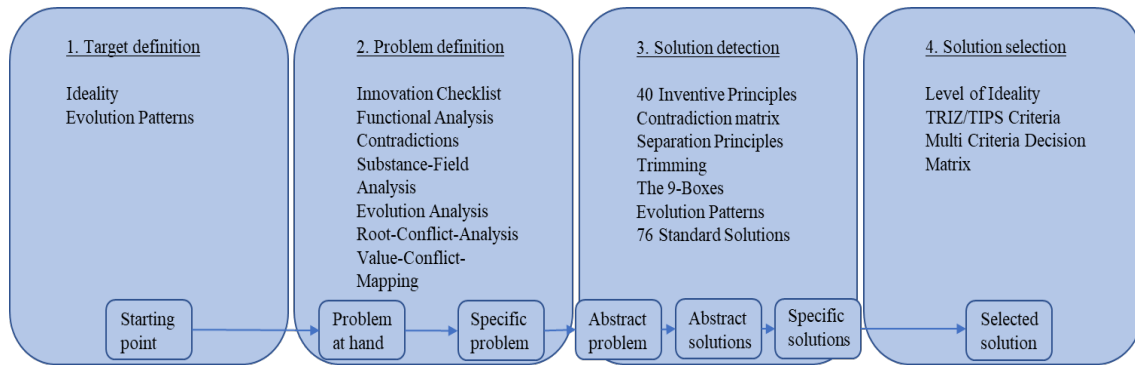 1. Target definition
Ideality
Evolution Patterns
2. Problem definition
Innovation Checklist
Functional Analysis
Contradictions
Substance-Field
Analysis
Evolution Analysis
Root-Conflict-Analysis
Value-Conflict-
Mapping
3. Solution detection
40 Inventive Principles
Contradiction matrix
Separation Principles
Trimming
The 9-Boxes
Evolution Patterns
76 Standard Solutions
4. Solution selection
Level of Ideality
TRIZ/TIPS Criteria
Multi Criteria Decision
Matrix
Starting
point
Problem
at hand
Specific
problem
Abstract
problem
Abstract
solutions
Specific
solutions
Selected
solution